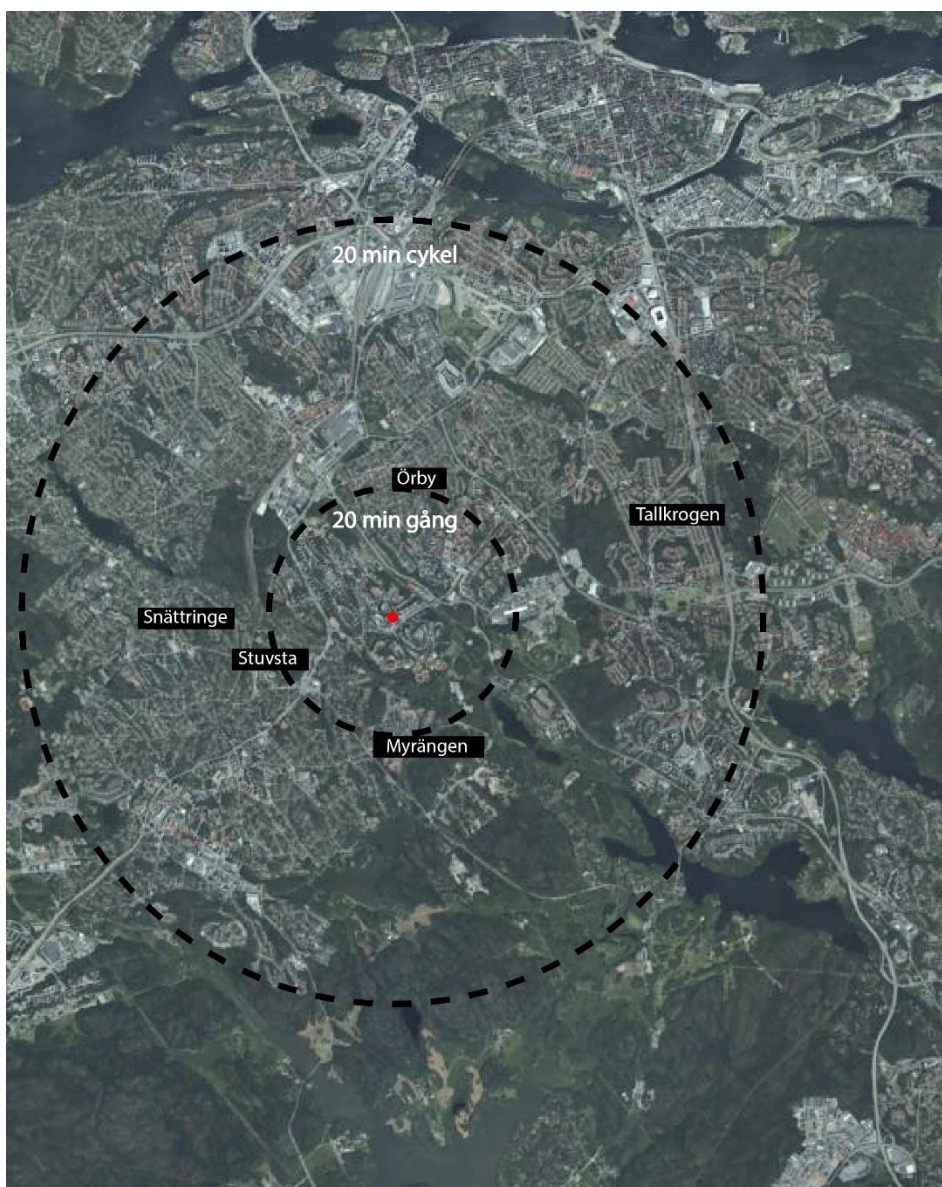 20 min cykel
Örby
20 min gång
Tallkrogen
Snättringe
Stuvsta
Myrängen